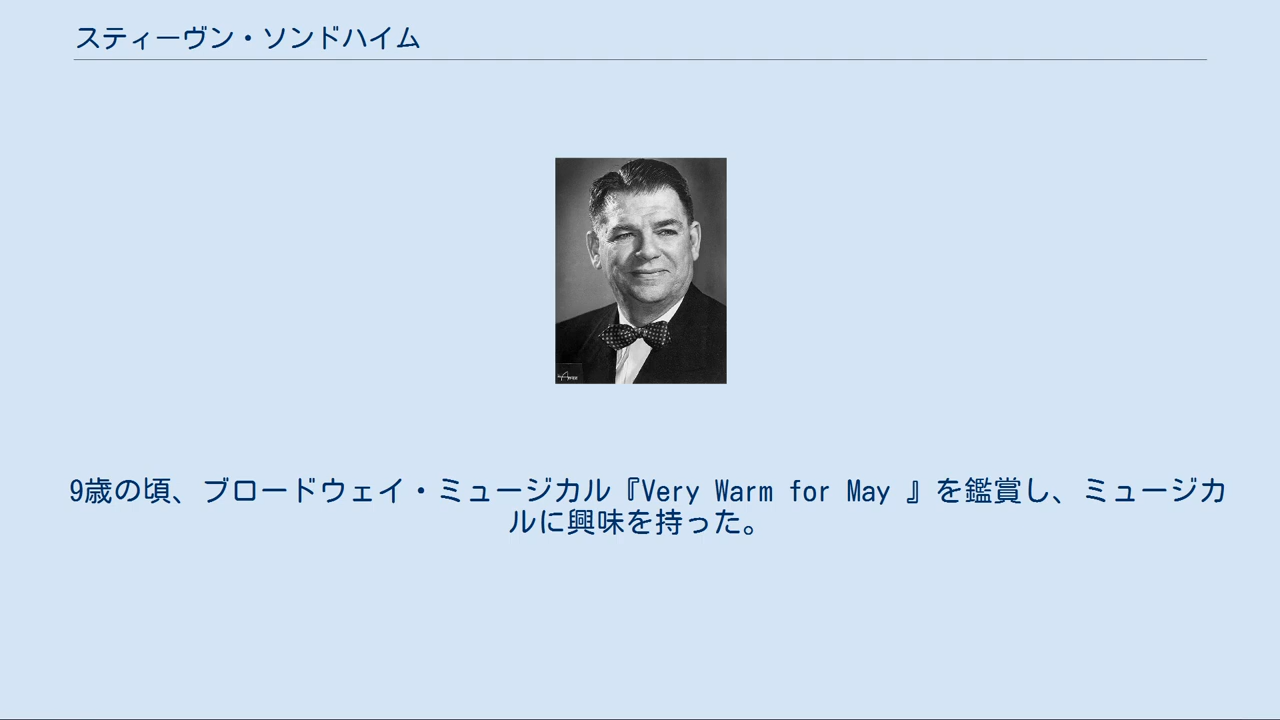 スティーヴン・ソンドハイム
9歳の頃、ブロードウェイ・ミュージカル『Very Warm for May 』を鑑賞し、ミュージカ
ルに興味を持った。